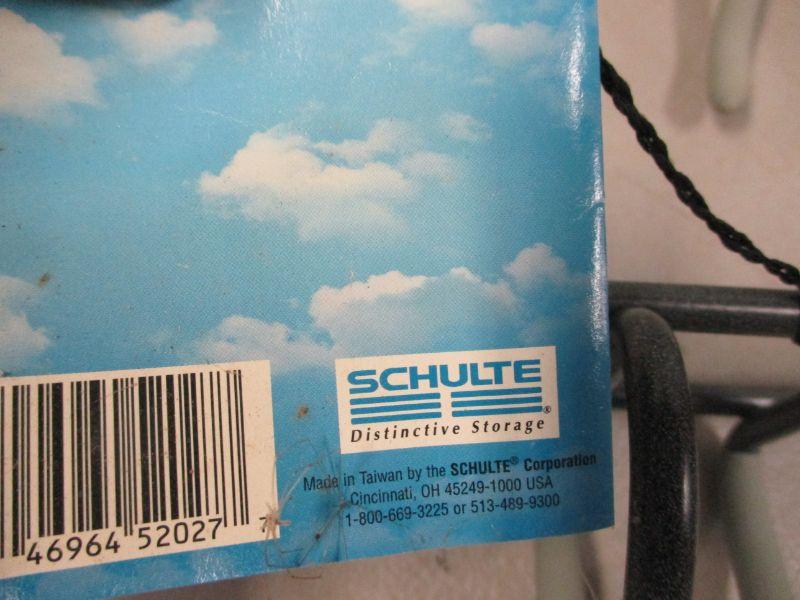 SCHULTE®
Distinctive Storage
Made in Taiwan by the SCHULTE® Corporation
Cincinnati, OH 45249-1000 USA
1-800-669-3225 or 513-489-9300
46964 52027 7